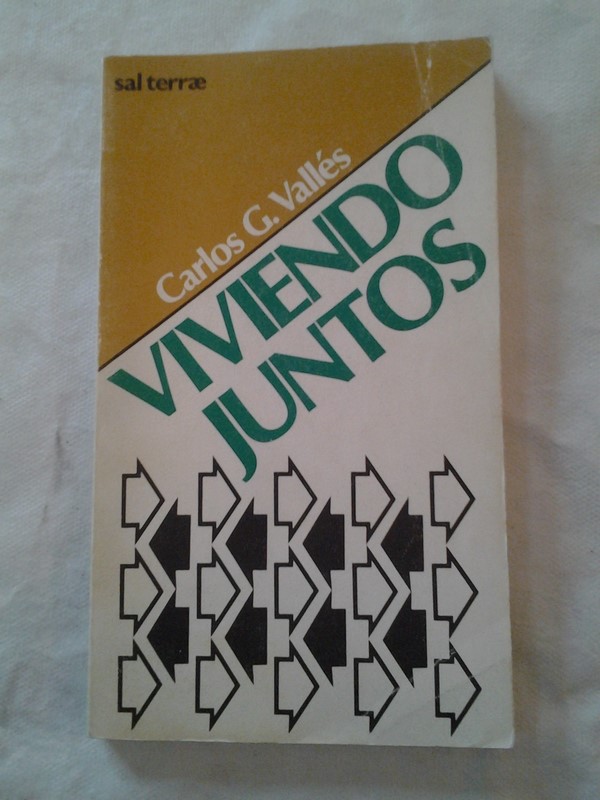 sal terræ
Carlos G. Vallés
VIVIENDO
JUNTOS